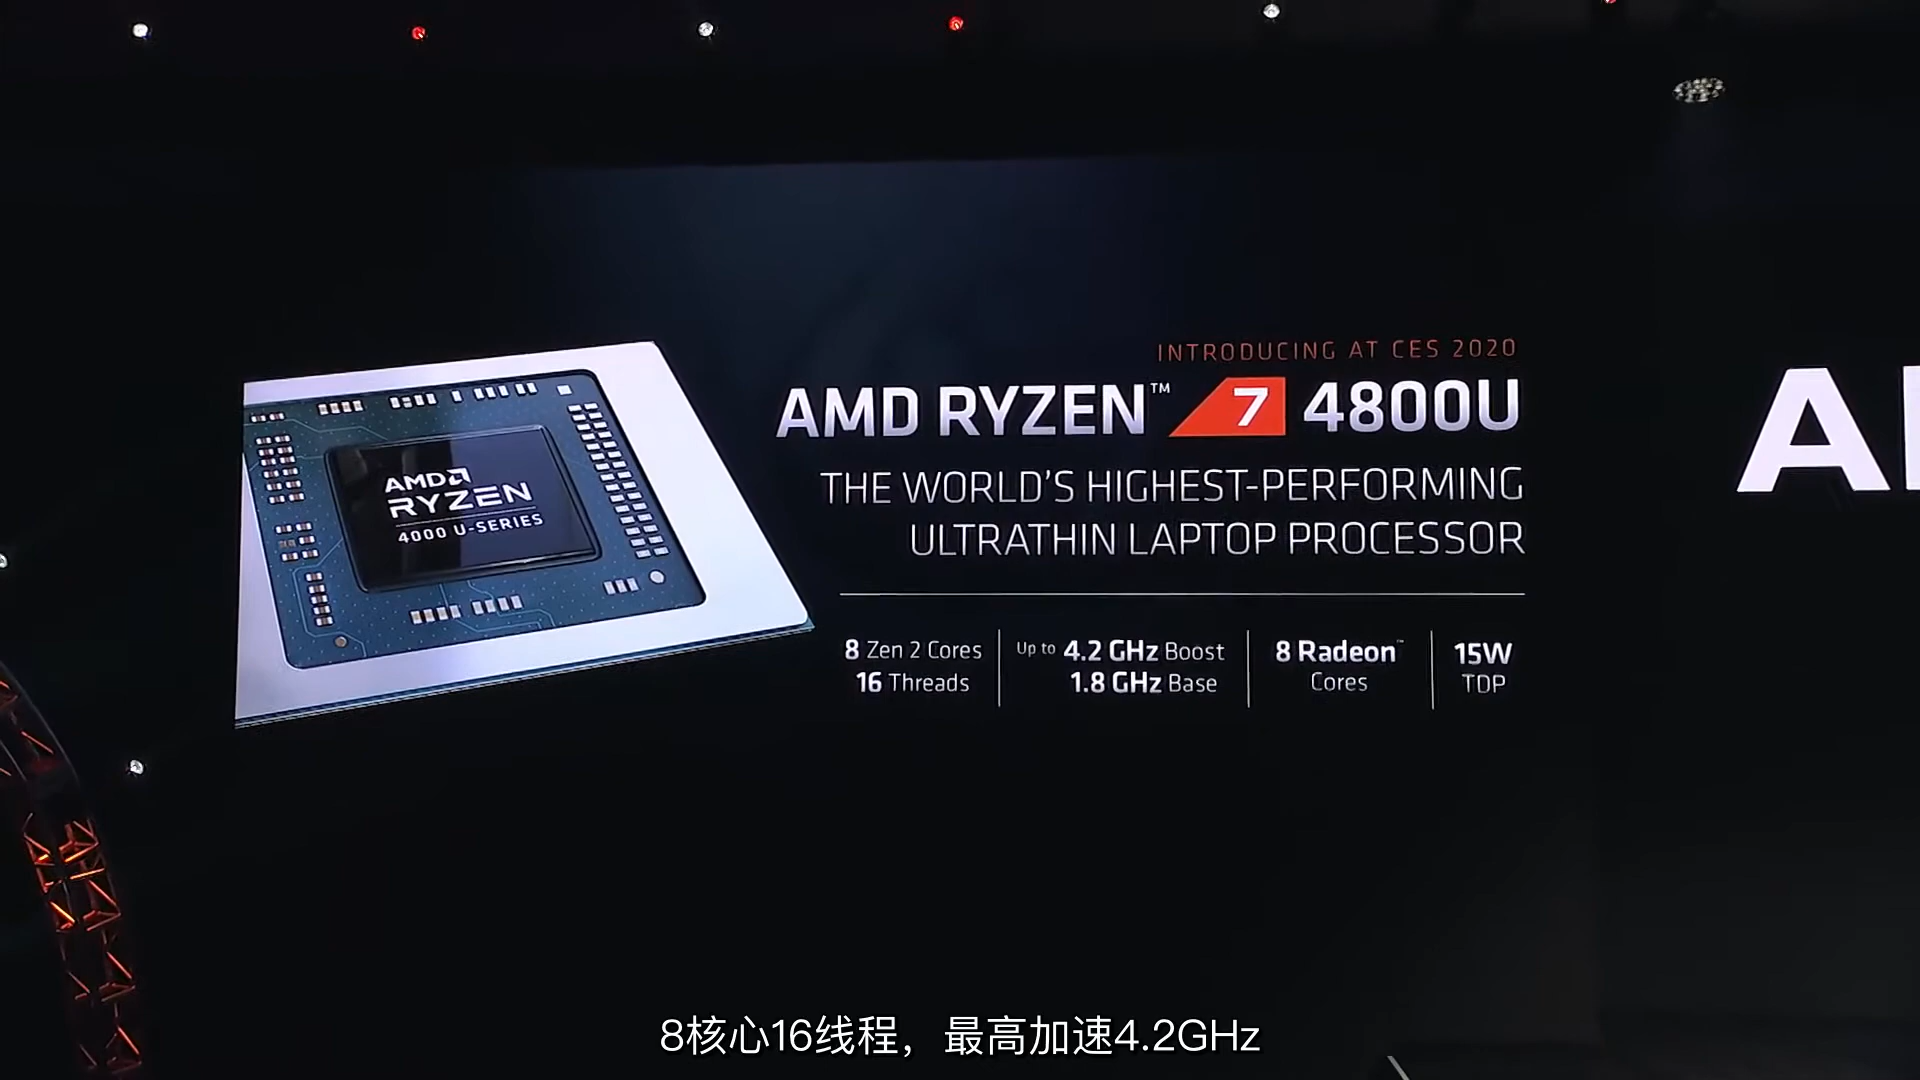 INTRODUCING AT CES 2020
AMD RYZEN™ 7 4800U
THE WORLD'S HIGHEST-PERFORMING
ULTRATHIN LAPTOP PROCESSOR
AMD
RYZEN
4000 U-SERIES
8 Zen 2 Cores
16 Threads
Up to 4.2 GHz Boost
1.8 GHz Base
8 Radeon™
Cores
15W
TDP
8核心16线程，最高加速4.2GHz